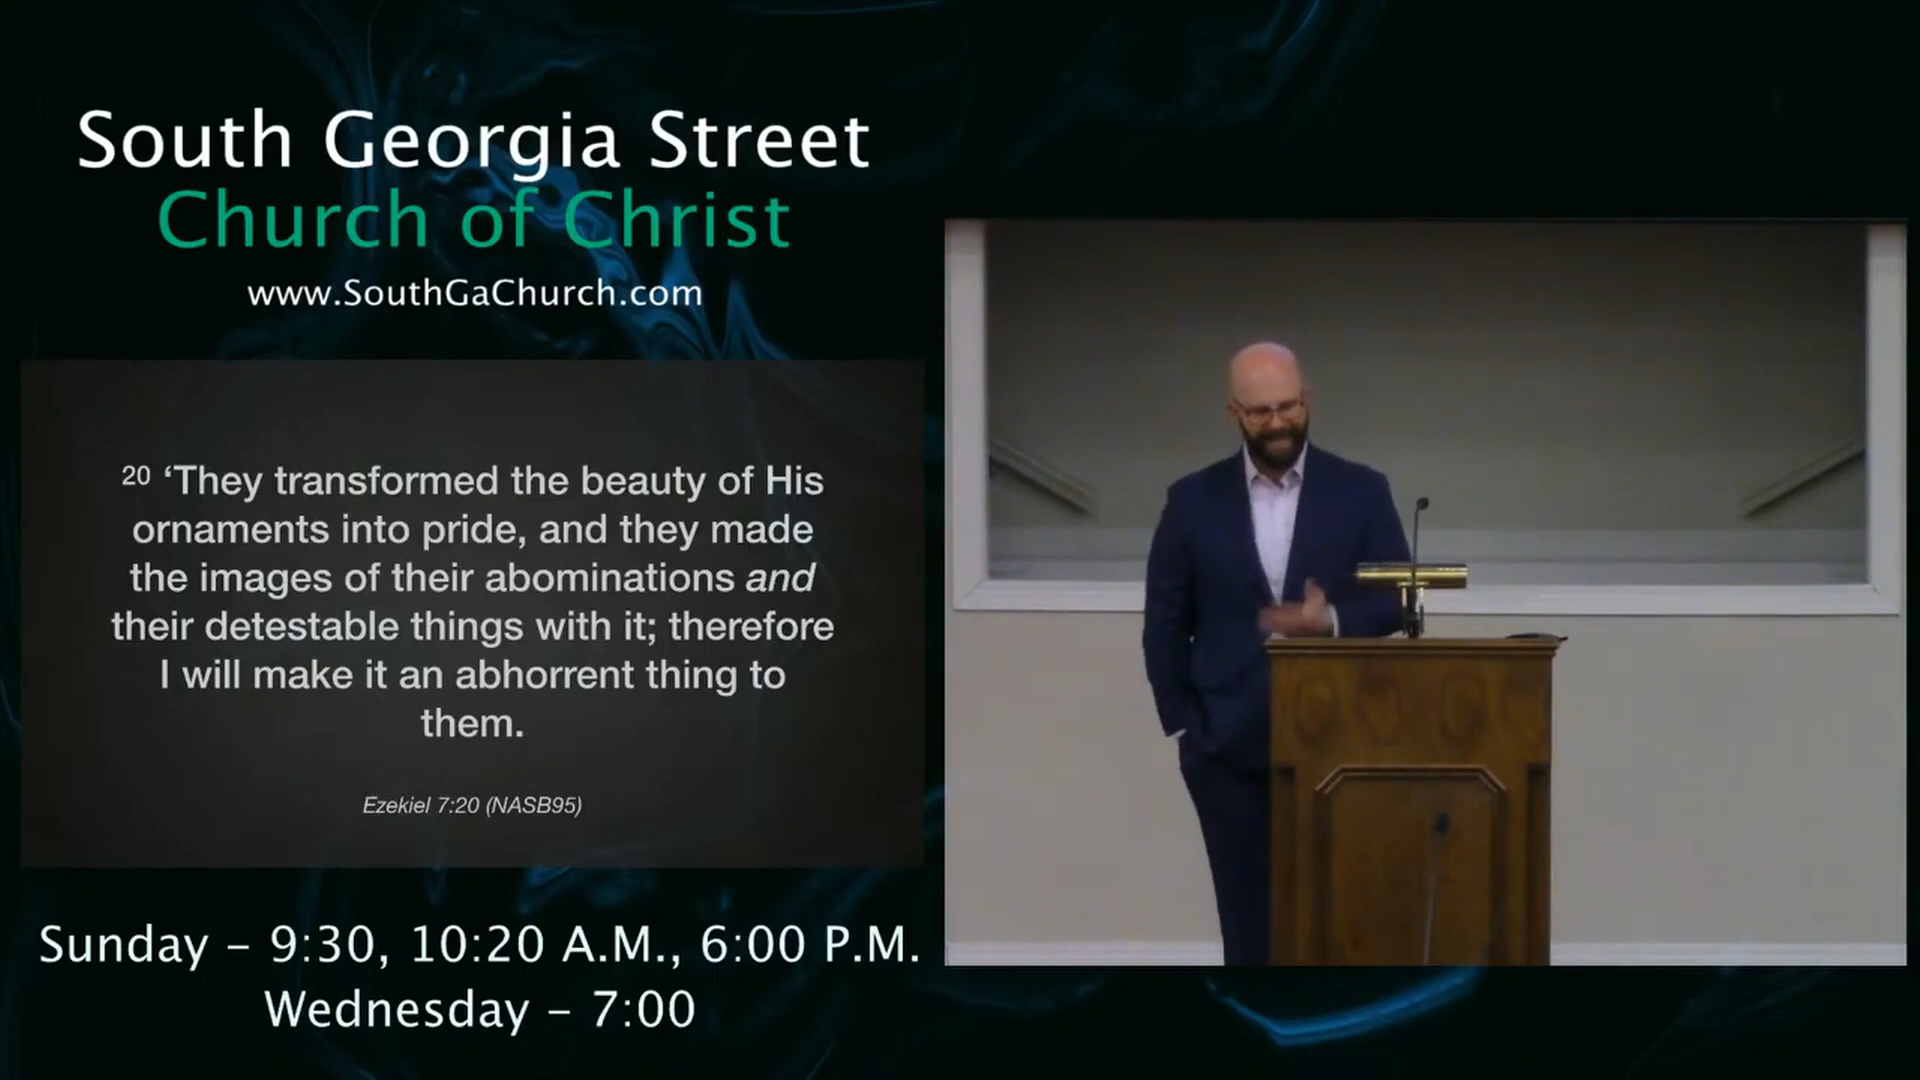 South Georgia Street
Church of Christ
www.SouthGaChurch.com
20 ‘They transformed the beauty of His
ornaments into pride, and they made
the images of their abominations and
their detestable things with it; therefore
I will make it an abhorrent thing to
them.
Ezekiel 7:20 (NASB95)
Sunday – 9:30, 10:20 A.M., 6:00 P.M.
Wednesday – 7:00